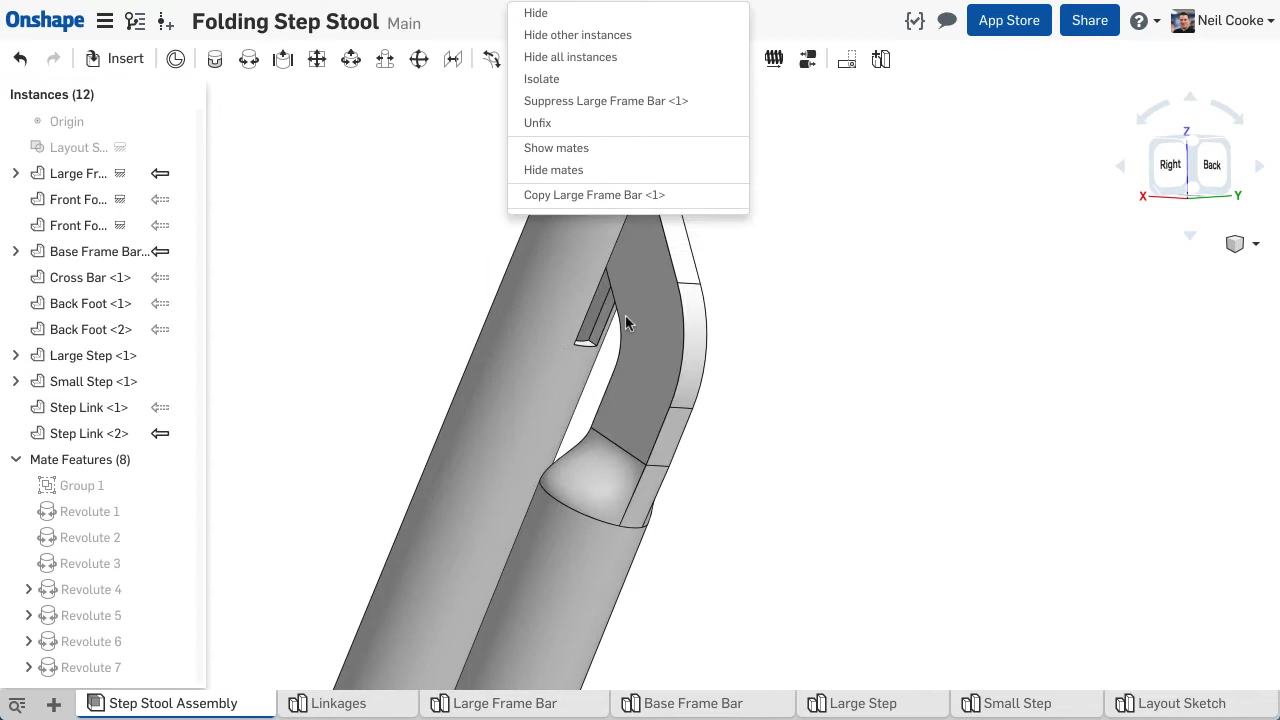 Onshape
Folding Step Stool Main
App Store
Share
Neil Cooke
Insert
Hide
Hide other instances
Hide all instances
Isolate
Suppress Large Frame Bar <1>
Unfix
Show mates
Hide mates
Copy Large Frame Bar <1>
Instances (12)
Origin
Layout S...
Large Fr...
Front Fo...
Front Fo...
Base Frame Bar...
Cross Bar <1>
Back Foot <1>
Back Foot <2>
Large Step <1>
Small Step <1>
Step Link <1>
Step Link <2>
Mate Features (8)
Group 1
Revolute 1
Revolute 2
Revolute 3
Revolute 4
Revolute 5
Revolute 6
Revolute 7
Z
Right
Back
X
Y
Step Stool Assembly
Linkages
Large Frame Bar
Base Frame Bar
Large Step
Small Step
Layout Sketch